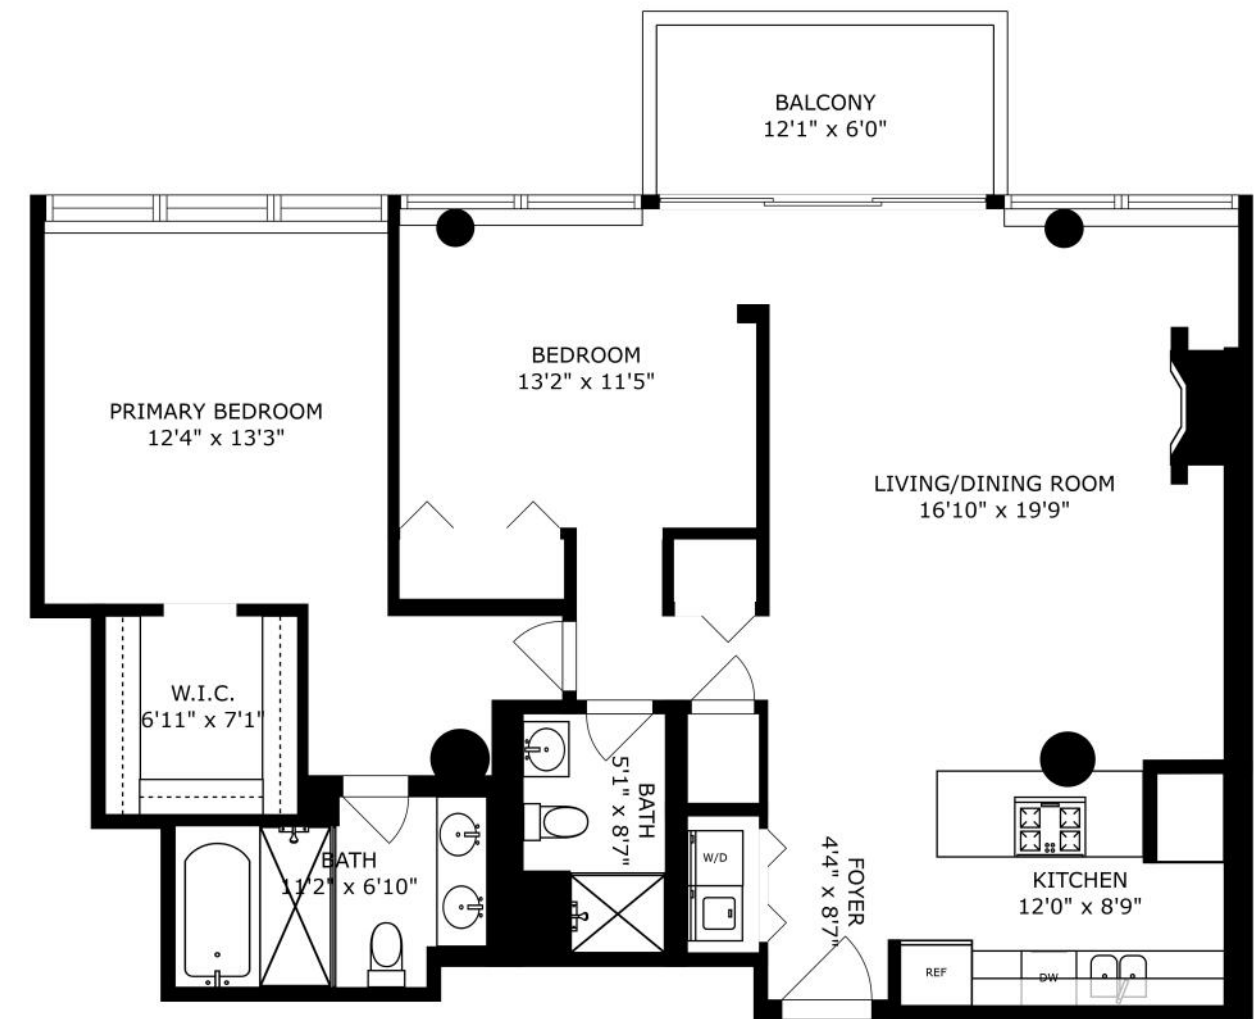 BALCONY
12'1" x 6'0"
BEDROOM
13'2" x 11'5"
PRIMARY BEDROOM
12'4" x 13'3"
LIVING/DINING ROOM
16'10" x 19'9"
W.I.C.
6'11" x 7'1"
BATH
5'1" x 8'7"
BATH
11'2" x 6'10"
W/D
FOYER
4'4" x 8'7"
KITCHEN
12'0" x 8'9"
REF
DW